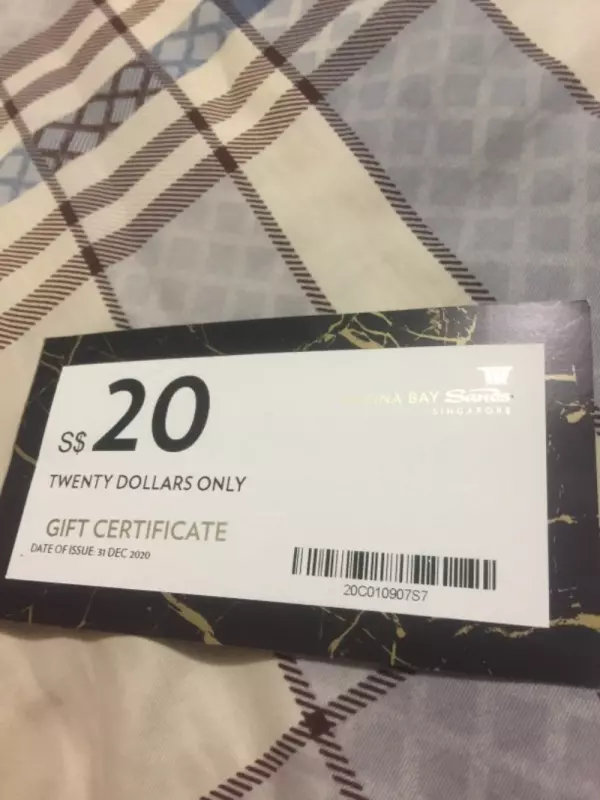 S$ 20
TWENTY DOLLARS ONLY
GIFT CERTIFICATE
DATE OF ISSUE: 31 DEC 2020
BAY Sands
SINGAPORE
20C010907S7